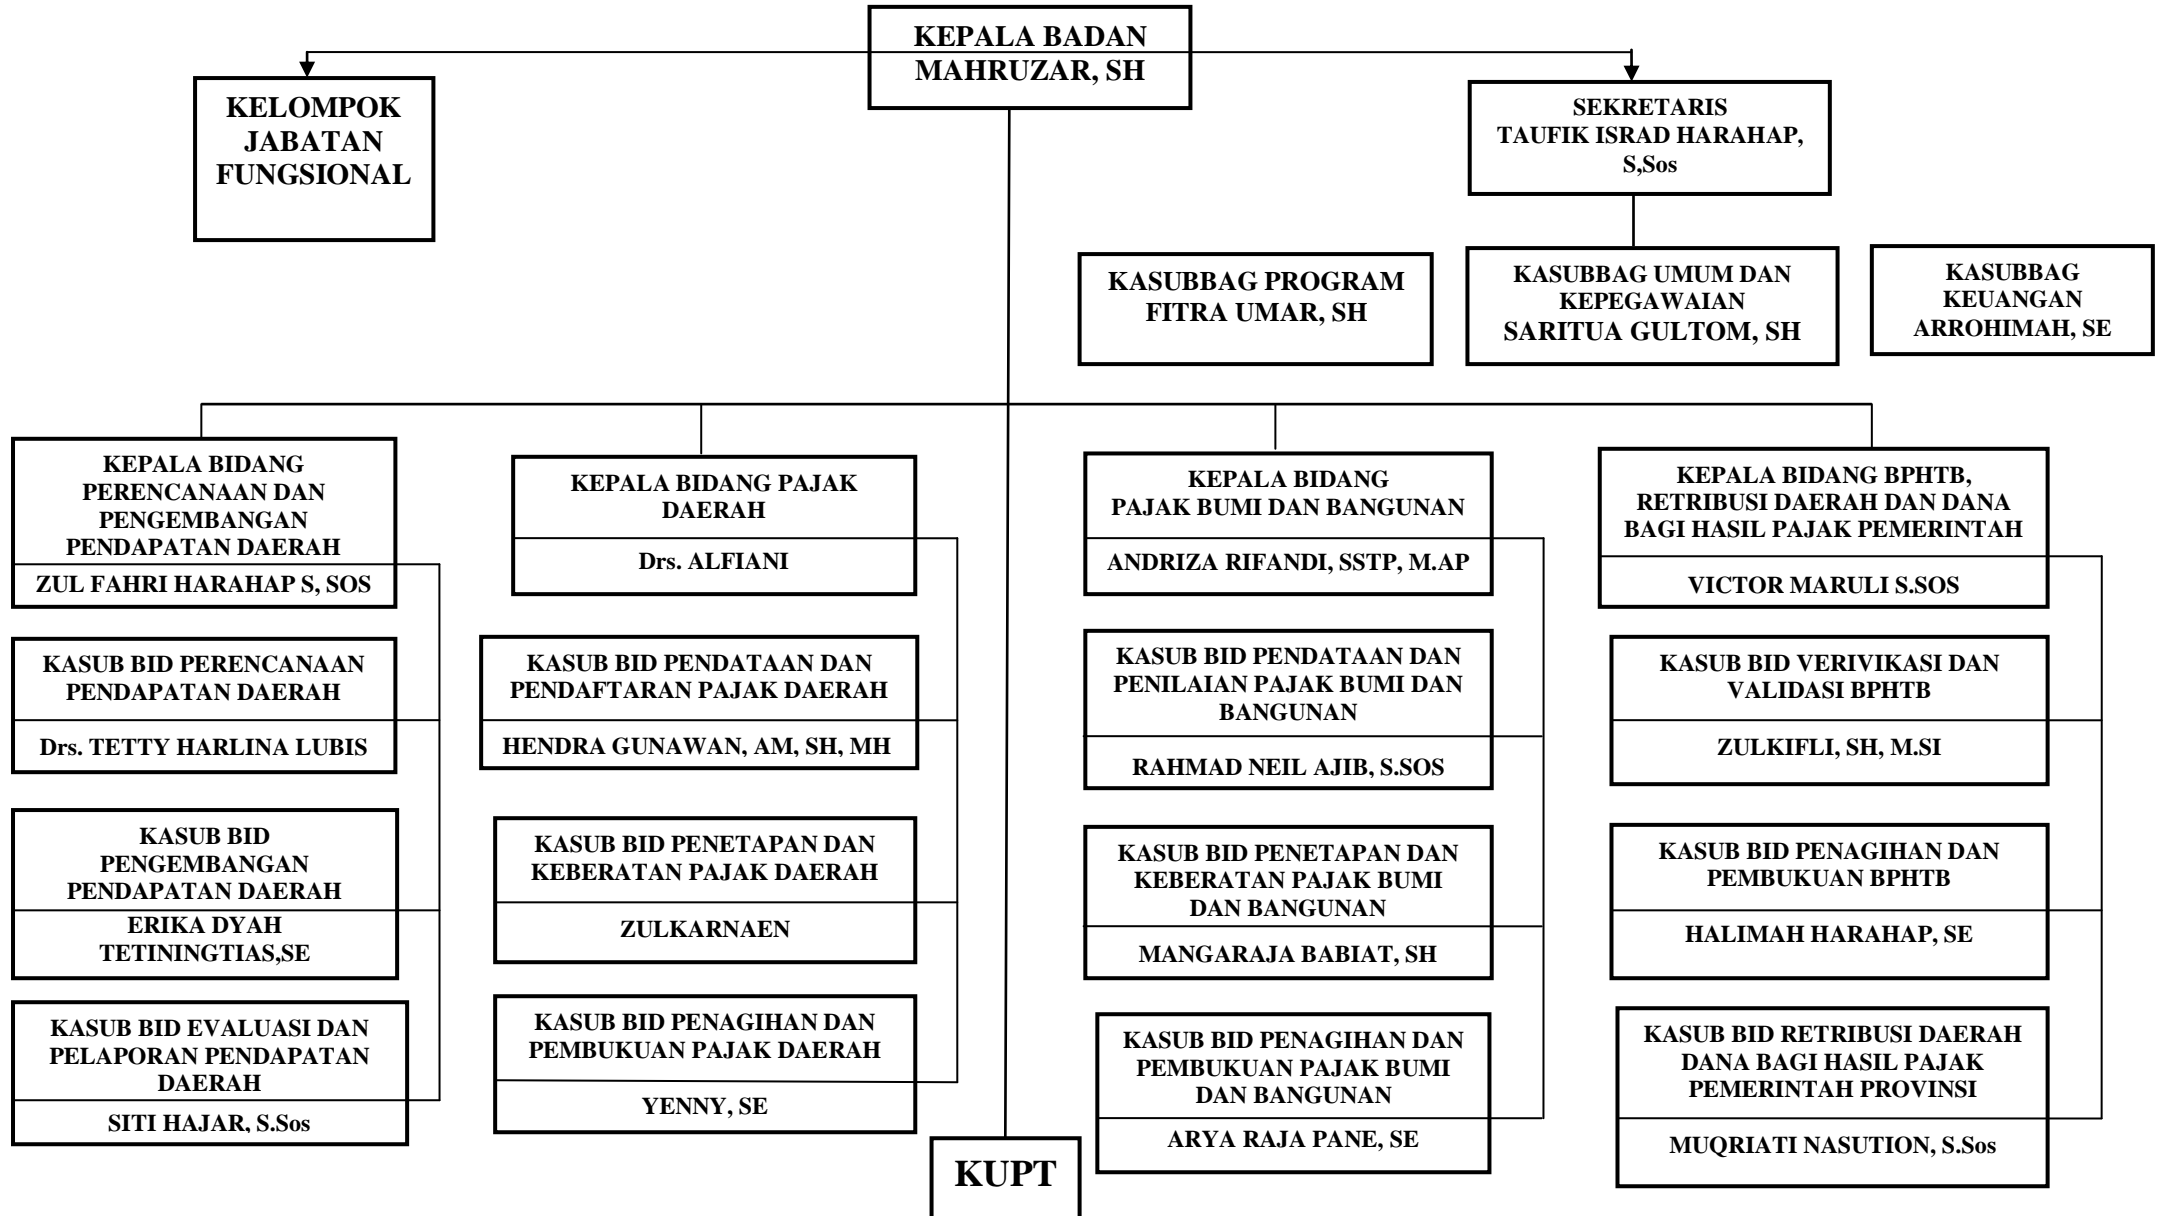 KEPALA BADAN
MAHRUZAR, SH
KELOMPOK
JABATAN
FUNGSIONAL
SEKRETARIS
TAUFIK ISRAD HARAHAP,
S,Sos
KASUBBAG PROGRAM
FITRA UMAR, SH
KASUBBAG UMUM DAN
KEPEGAWAIAN
SARITUA GULTOM, SH
KASUBBAG
KEUANGAN
ARROHIMAH, SE
KEPALA BIDANG
PERENCANAAN DAN
PENGEMBANGAN
PENDAPATAN DAERAH
ZUL FAHRI HARAHAP S, SOS
KASUB BID PERENCANAAN
PENDAPATAN DAERAH
Drs. TETTY HARLINA LUBIS
KASUB BID
PENGEMBANGAN
PENDAPATAN DAERAH
ERIKA DYAH
TETININGTIAS,SE
KASUB BID EVALUASI DAN
PELAPORAN PENDAPATAN
DAERAH
SITI HAJAR, S.Sos
KEPALA BIDANG PAJAK
DAERAH
Drs. ALFIANI
KASUB BID PENDATAAN DAN
PENDAFTARAN PAJAK DAERAH
HENDRA GUNAWAN, AM, SH, MH
KASUB BID PENETAPAN DAN
KEBERATAN PAJAK DAERAH
ZULKARNAEN
KASUB BID PENAGIHAN DAN
PEMBUKUAN PAJAK DAERAH
YENNY, SE
KEPALA BIDANG
PAJAK BUMI DAN BANGUNAN
ANDRIZA RIFANDI, SSTP, M.AP
KASUB BID PENDATAAN DAN
PENILAIAN PAJAK BUMI DAN
BANGUNAN
RAHMAD NEIL AJIB, S.SOS
KASUB BID PENETAPAN DAN
KEBERATAN PAJAK BUMI
DAN BANGUNAN
MANGARAJA BABIAT, SH
KASUB BID PENAGIHAN DAN
PEMBUKUAN PAJAK BUMI
DAN BANGUNAN
ARYA RAJA PANE, SE
KEPALA BIDANG BPHTB,
RETRIBUSI DAERAH DAN DANA
BAGI HASIL PAJAK PEMERINTAH
VICTOR MARULI S.SOS
KASUB BID VERIVIKASI DAN
VALIDASI BPHTB
ZULKIFLI, SH, M.SI
KASUB BID PENAGIHAN DAN
PEMBUKUAN BPHTB
HALIMAH HARAHAP, SE
KASUB BID RETRIBUSI DAERAH
DANA BAGI HASIL PAJAK
PEMERINTAH PROVINSI
MUQRIATI NASUTION, S.Sos
KUPT